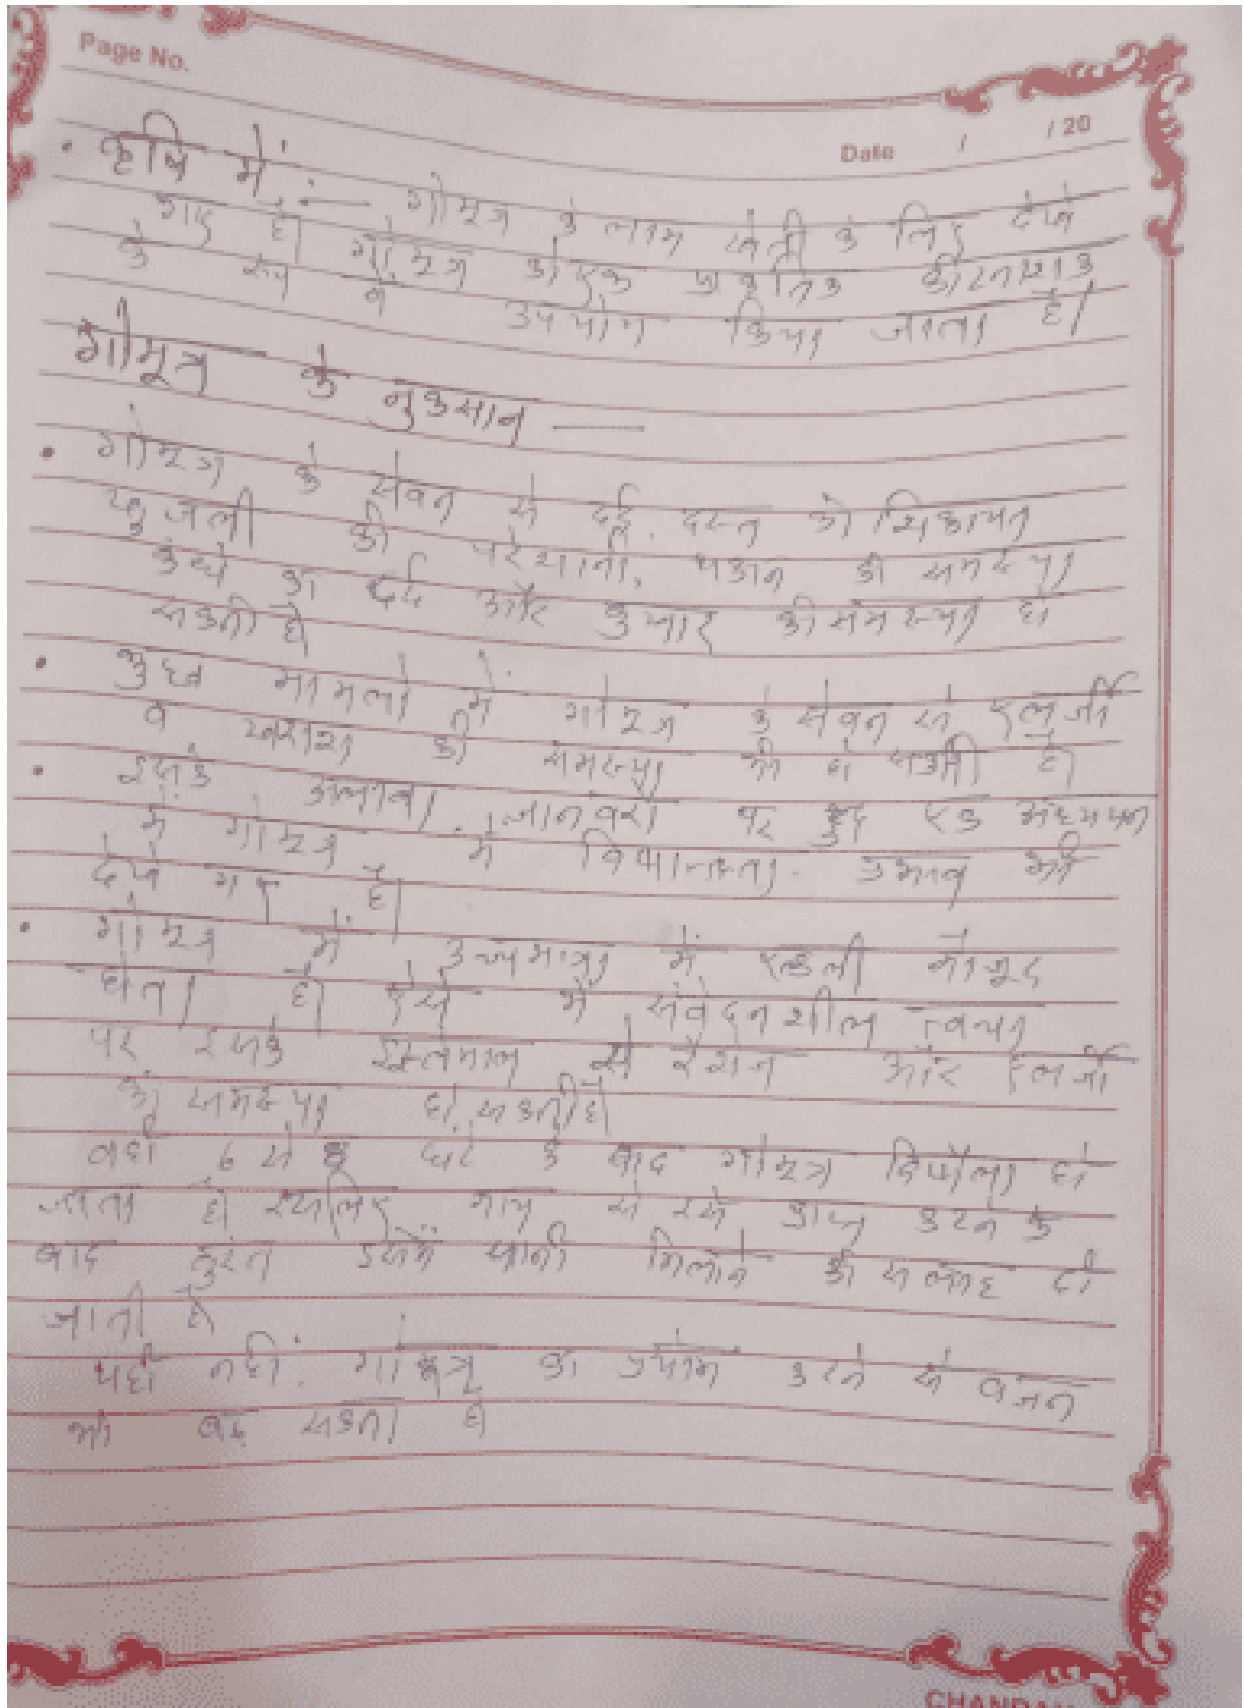 Page No.
Date / / 20
• कृषि में :— गोमूत्र के लाभ खेती के लिए देखे
गए है। गोमूत्र को एक प्रकृतिक कीटनाशक
के रूप में उपयोग किया जाता है।
गोमूत्र के नुकसान —
• गोमूत्र के सेवन से दर्द, दस्त की शिकायत
खुजली की परेशानी, थकान की समस्या
कंधे का दर्द और बुखार की समस्या हो
सकती है।
• कुछ मामलो में गोमूत्र के सेवन से एलर्जी
व खराश की समस्या भी हो सकती है।
• इसके अलावा जानवरो पर हुए एक अध्ययन
में गोमूत्र में विषाक्तता प्रभाव भी
देखे गए है।
• गोमूत्र में उच्च मात्रा में एल्कली मौजूद
होता है। ऐसे में संवेदनशील त्वचा
पर इसके इस्तेमाल से रैशेज और एलर्जी
की समस्या हो सकती है
वही 6 से घंटे के बाद गोमूत्र विषैला हो
जाता है। इसलिए गाय से इसे प्राप्त करने के
बाद तुरंत इसमें पानी मिलाने की सलाह दी
जाती है
यही नही. गोमूत्र का प्रयोग करने से वजन
भी बढ़ सकता है